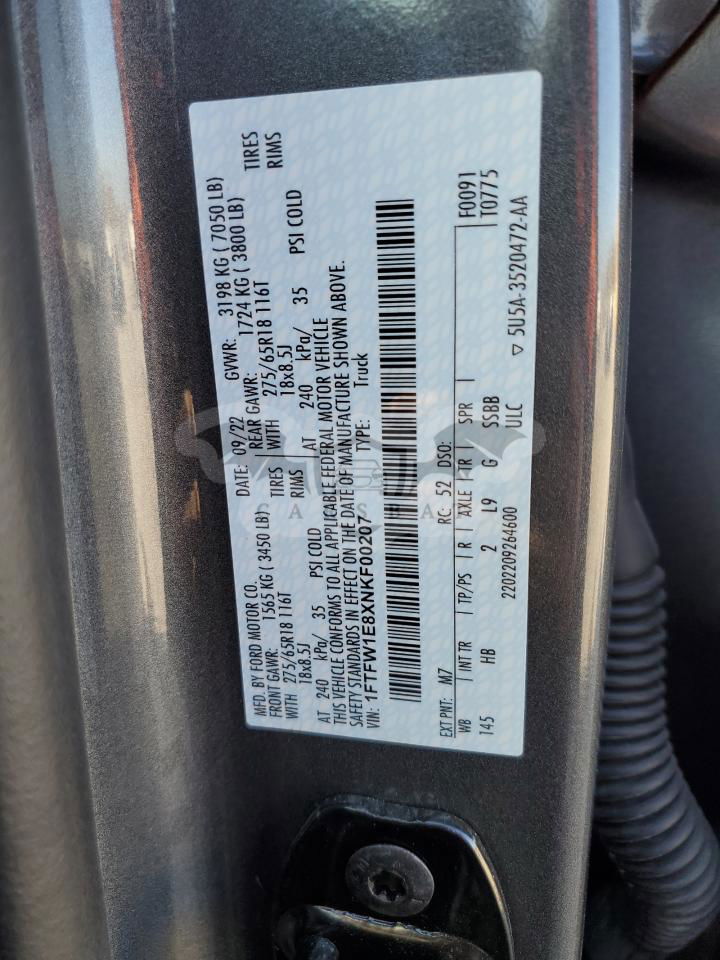 MFD. BY FORD MOTOR CO. DATE: 09/22 GVWR: 3198 KG ( 7050 LB)
FRONT GAWR: 1565 KG ( 3450 LB) REAR GAWR: 1724 KG ( 3800 LB)
WITH 275/65R18 116T TIRES WITH 275/65R18 116T TIRES
18x8.5J RIMS 18x8.5J RIMS
AT 240 kPa/ 35 PSI COLD AT 240 kPa/ 35 PSI COLD
THIS VEHICLE CONFORMS TO ALL APPLICABLE FEDERAL MOTOR VEHICLE
SAFETY STANDARDS IN EFFECT ON THE DATE OF MANUFACTURE SHOWN ABOVE.
VIN: 1FTFW1E8XNKF00207 TYPE: Truck
EXT PNT: M7 RC: 52 DSO: F0091
WB INT TR TP/PS R AXLE TR SPR T0775
145 HB 2 L9 G SSBB
ULC
2202209264600 ▽ 5U5A-3520472-AA